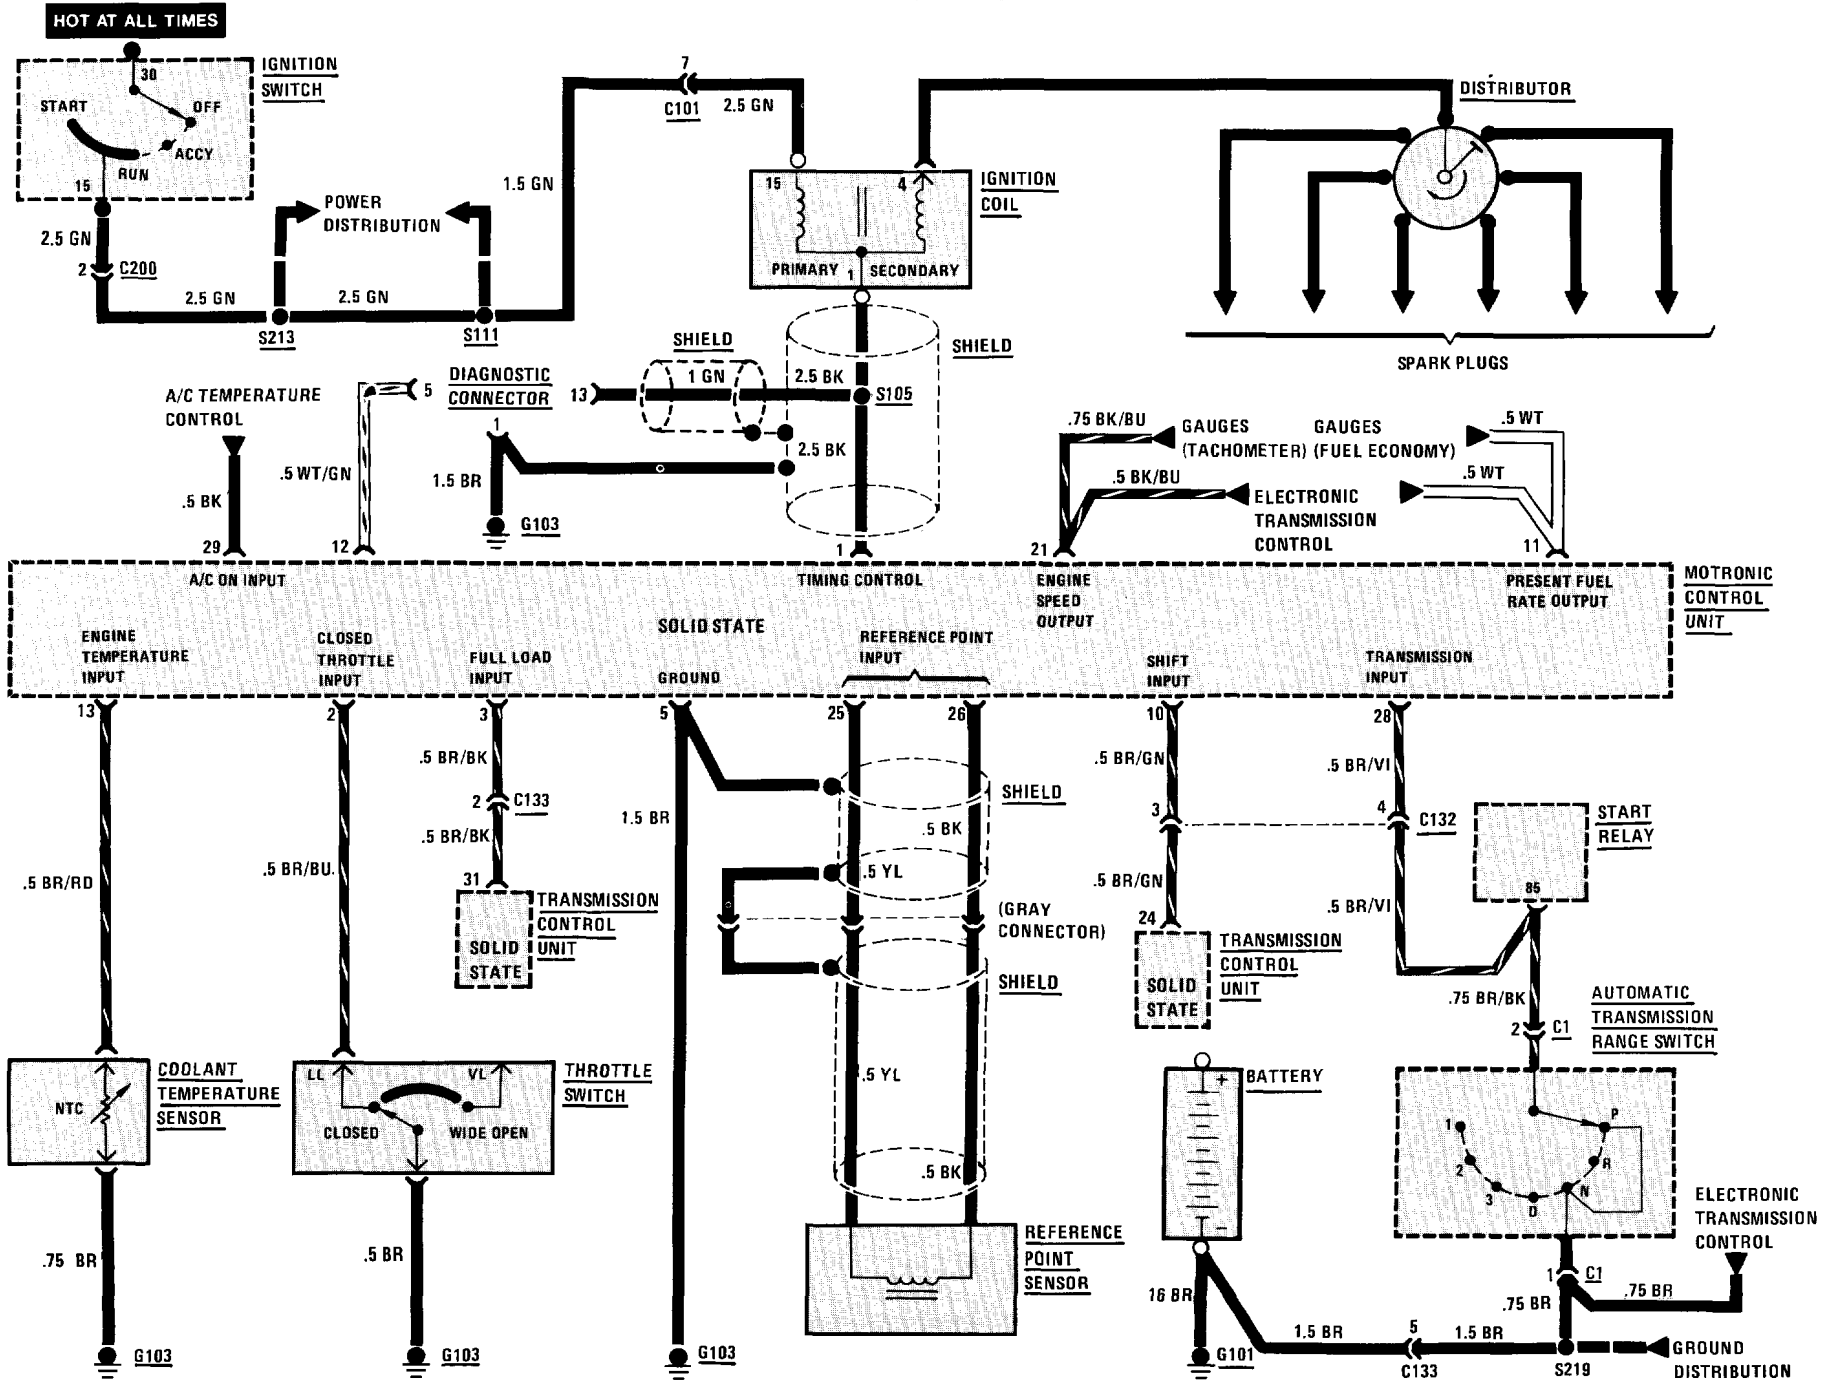 HOT AT ALL TIMES
IGNITION
SWITCH
30
START
OFF
ACCY
RUN
15
2.5 GN
2
C200
2.5 GN
S213
2.5 GN
S111
POWER
DISTRIBUTION
1.5 GN
7
C101
2.5 GN
15
4
IGNITION
COIL
PRIMARY
1
SECONDARY
DISTRIBUTOR
SPARK PLUGS
SHIELD
SHIELD
1 GN
2.5 BK
S105
2.5 BK
A/C TEMPERATURE
CONTROL
.5 BK
29
5
DIAGNOSTIC
CONNECTOR
13
.5 WT/GN
12
1
1.5 BR
G103
1
.75 BK/BU
GAUGES
(TACHOMETER)
GAUGES
(FUEL ECONOMY)
.5 WT
.5 BK/BU
ELECTRONIC
TRANSMISSION
CONTROL
.5 WT
21
11
A/C ON INPUT
TIMING CONTROL
ENGINE
SPEED
OUTPUT
PRESENT FUEL
RATE OUTPUT
MOTRONIC
CONTROL
UNIT
SOLID STATE
ENGINE
TEMPERATURE
INPUT
CLOSED
THROTTLE
INPUT
FULL LOAD
INPUT
GROUND
REFERENCE POINT
INPUT
SHIFT
INPUT
TRANSMISSION
INPUT
13
2
3
5
25
26
10
28
.5 BR/RD
.5 BR/BU.
.5 BR/BK
2
C133
.5 BR/BK
31
TRANSMISSION
CONTROL
UNIT
SOLID
STATE
1.5 BR
SHIELD
.5 BK
.5 YL
(GRAY
CONNECTOR)
SHIELD
.5 YL
.5 BK
.5 BR/GN
3
.5 BR/GN
24
TRANSMISSION
CONTROL
UNIT
SOLID
STATE
.5 BR/VI
4
C132
.5 BR/VI
START
RELAY
85
.75 BR/BK
2
C1
AUTOMATIC
TRANSMISSION
RANGE SWITCH
COOLANT
TEMPERATURE
SENSOR
NTC
LL
VL
CLOSED
WIDE OPEN
THROTTLE
SWITCH
BATTERY
+
−
1
2
3
D
N
R
P
ELECTRONIC
TRANSMISSION
CONTROL
.75 BR
G103
.5 BR
G103
G103
REFERENCE
POINT
SENSOR
16 BR
G101
1.5 BR
5
C133
1.5 BR
1
C1
.75 BR
.75 BR
S219
GROUND
DISTRIBUTION